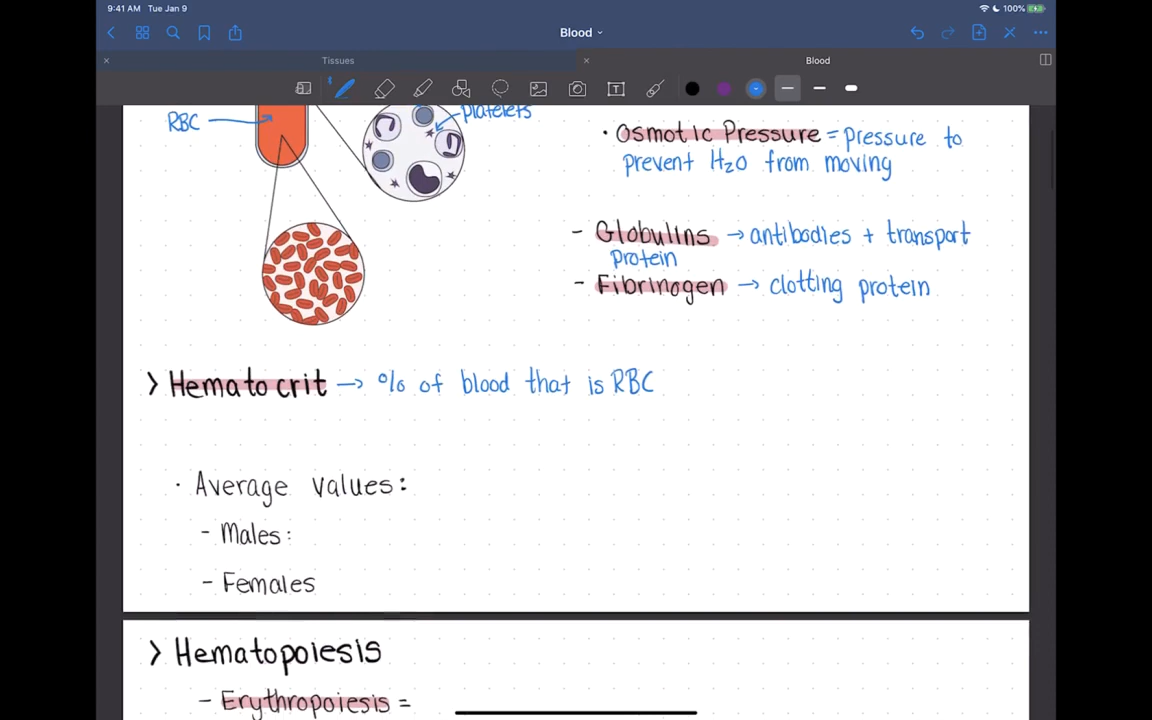 9:41 AM Tue Jan 9
100%
Blood
Tissues
Blood
RBC
Platelets
• Osmotic Pressure = pressure to
prevent H₂O from moving
- Globulins → antibodies + transport
protein
- Fibrinogen → clotting protein
> Hematocrit → % of blood that is RBC
• Average values:
- Males:
- Females
> Hematopoiesis
- Erythropoiesis =